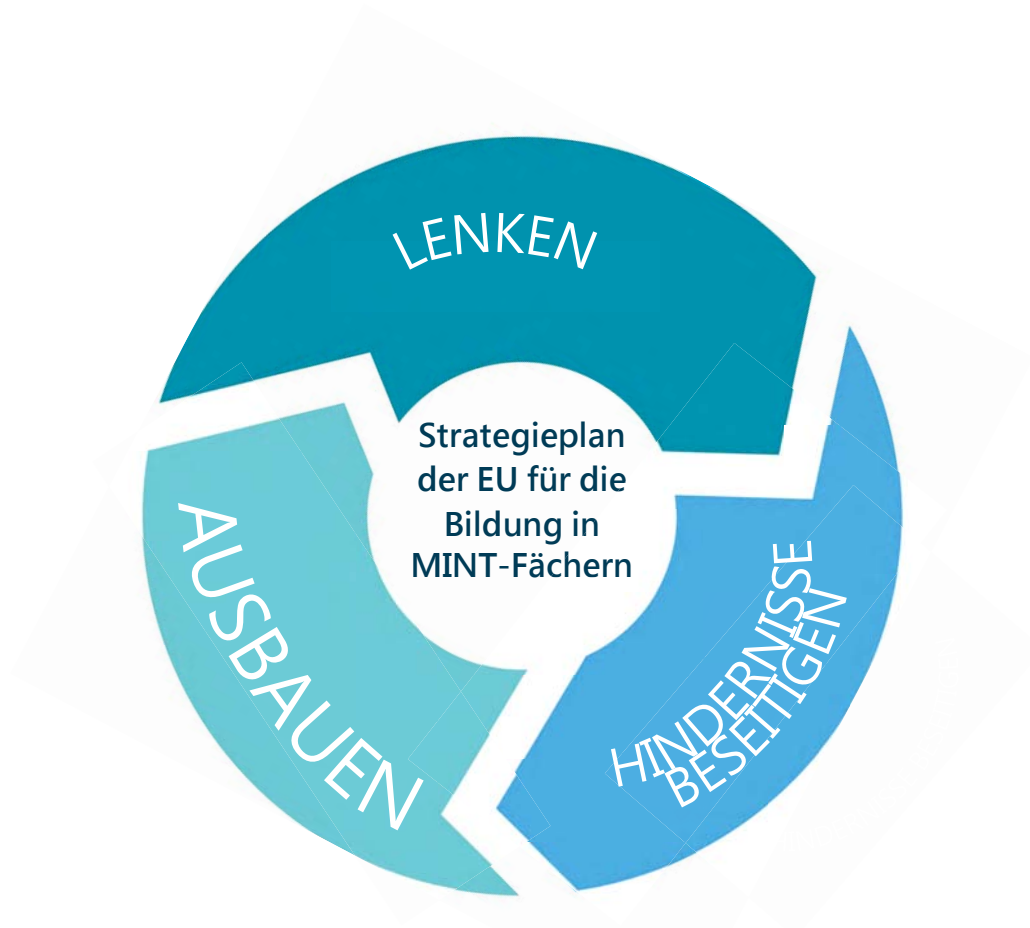 LENKEN
Strategieplan
der EU für die
Bildung in
MINT-Fächern
HINDERNISSE
BESEITIGEN
AUSBAUEN